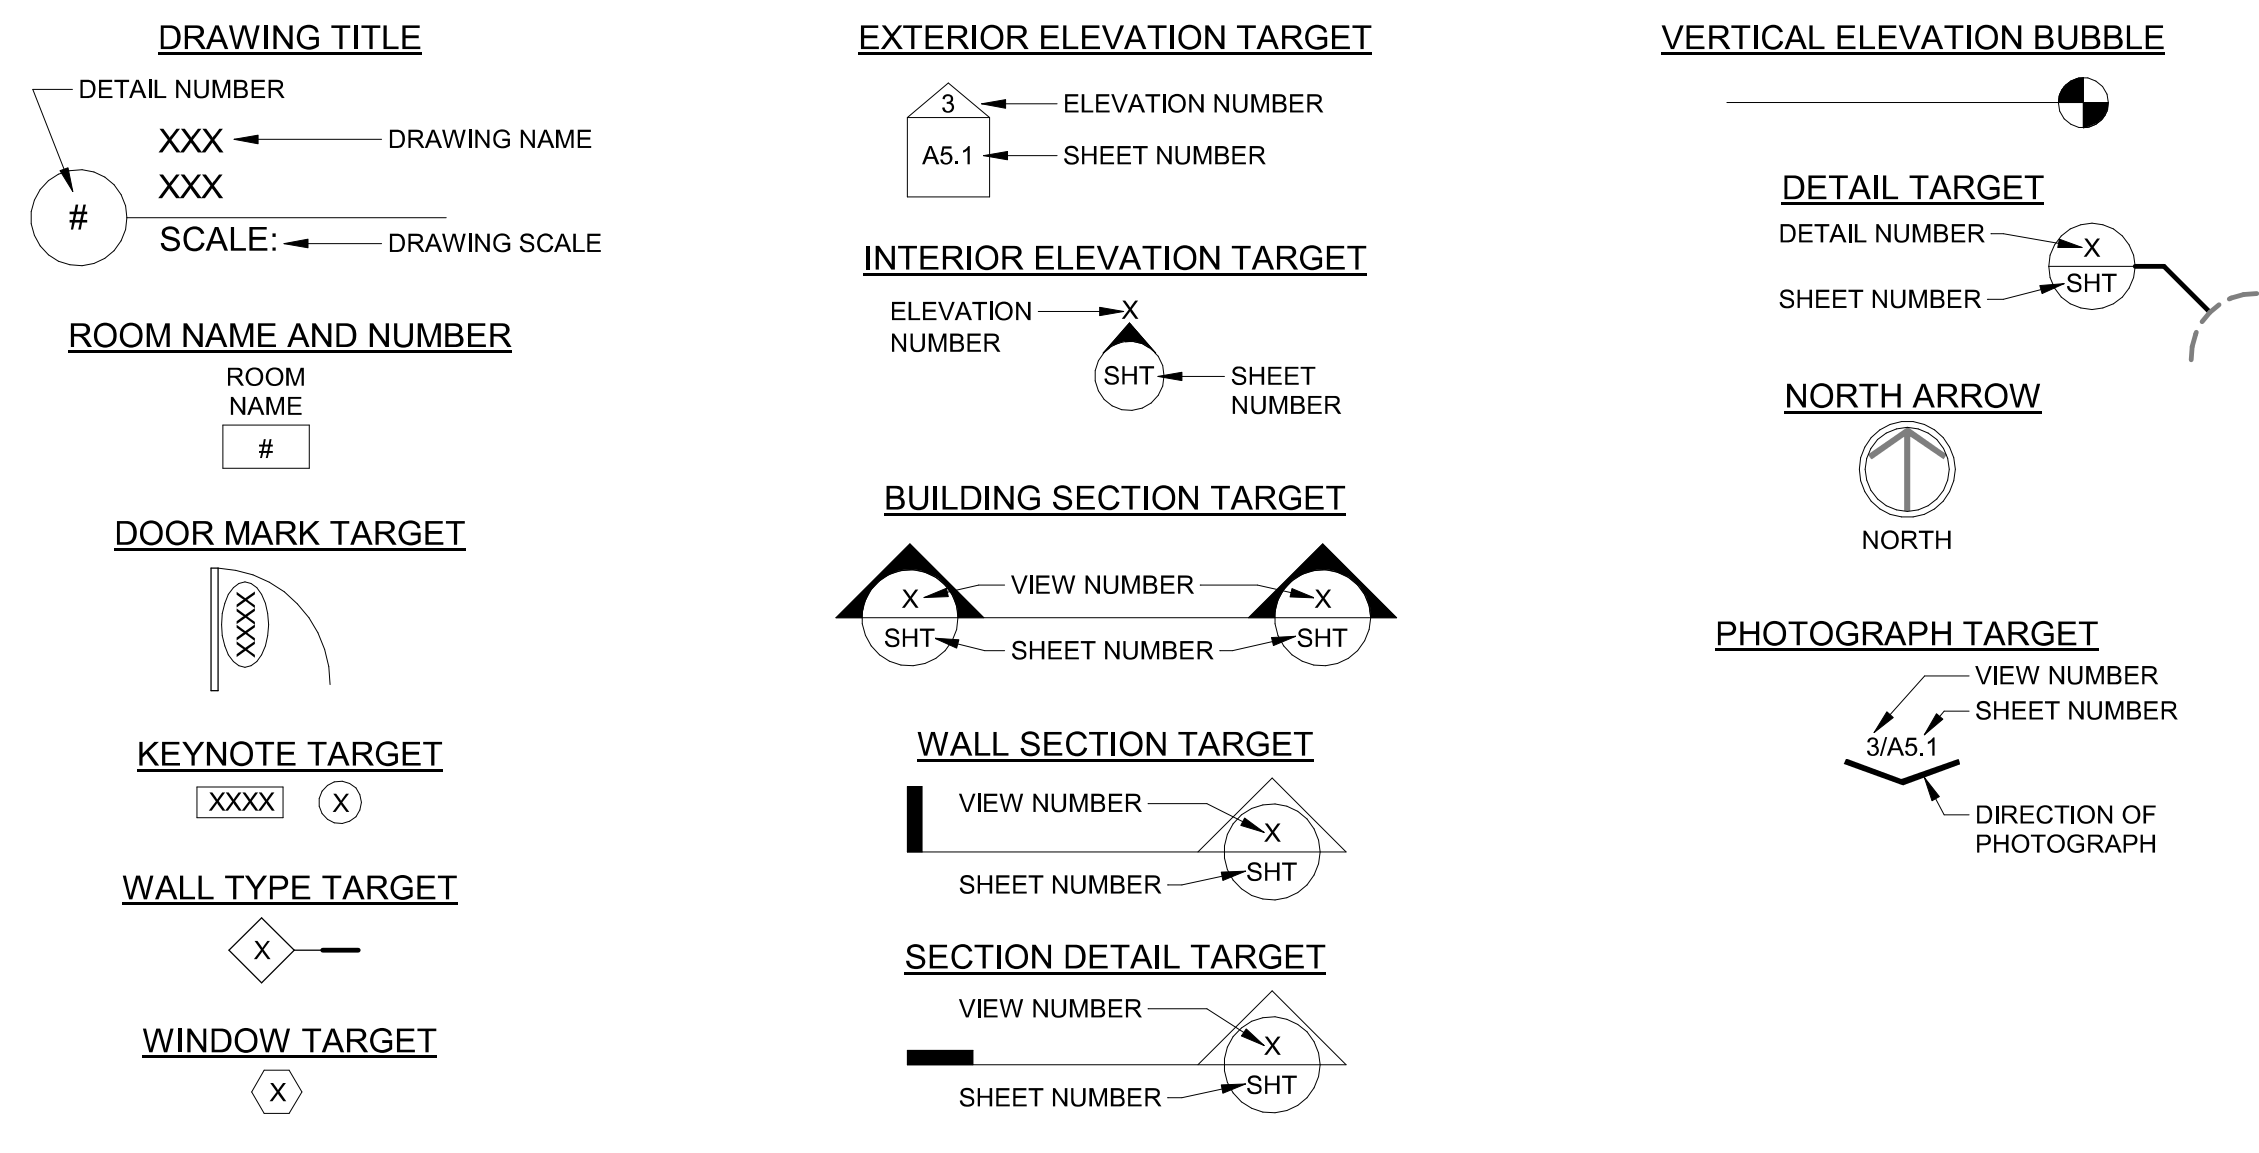 DRAWING TITLE
DETAIL NUMBER
XXX
DRAWING NAME
XXX
#
SCALE:
DRAWING SCALE
ROOM NAME AND NUMBER
ROOM
NAME
#
DOOR MARK TARGET
XXXX
KEYNOTE TARGET
XXXX
X
WALL TYPE TARGET
X
WINDOW TARGET
X
EXTERIOR ELEVATION TARGET
3
ELEVATION NUMBER
A5.1
SHEET NUMBER
INTERIOR ELEVATION TARGET
ELEVATION
NUMBER
X
SHT
SHEET
NUMBER
BUILDING SECTION TARGET
X
VIEW NUMBER
X
SHT
SHEET NUMBER
SHT
WALL SECTION TARGET
VIEW NUMBER
X
SHT
SHEET NUMBER
SECTION DETAIL TARGET
VIEW NUMBER
X
SHT
SHEET NUMBER
VERTICAL ELEVATION BUBBLE
DETAIL TARGET
DETAIL NUMBER
X
SHT
SHEET NUMBER
NORTH ARROW
NORTH
PHOTOGRAPH TARGET
VIEW NUMBER
SHEET NUMBER
3/A5.1
DIRECTION OF
PHOTOGRAPH